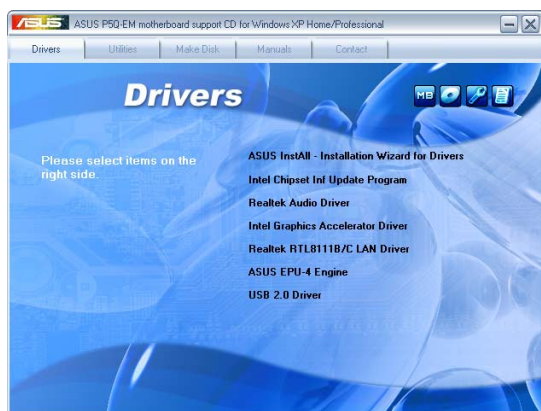 ASUS ASUS P5Q-EM motherboard support CD for Windows XP Home/Professional
Drivers Utilities Make Disk Manuals Contact
Drivers
MB
Please select items on the
right side.
ASUS InstAll - Installation Wizard for Drivers
Intel Chipset Inf Update Program
Realtek Audio Driver
Intel Graphics Accelerator Driver
Realtek RTL8111B/C LAN Driver
ASUS EPU-4 Engine
USB 2.0 Driver